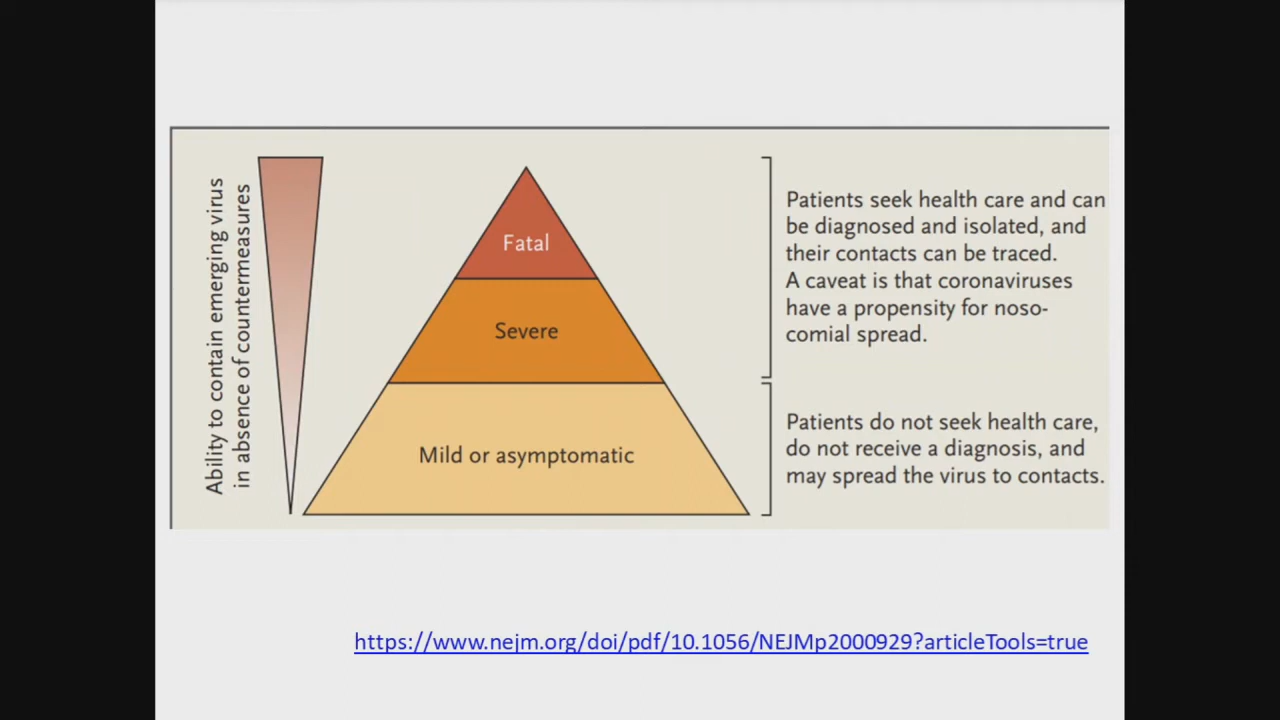 Ability to contain emerging virus
in absence of countermeasures
Fatal
Severe
Mild or asymptomatic
Patients seek health care and can
be diagnosed and isolated, and
their contacts can be traced.
A caveat is that coronaviruses
have a propensity for noso-
comial spread.
Patients do not seek health care,
do not receive a diagnosis, and
may spread the virus to contacts.
https://www.nejm.org/doi/pdf/10.1056/NEJMp2000929?articleTools=true